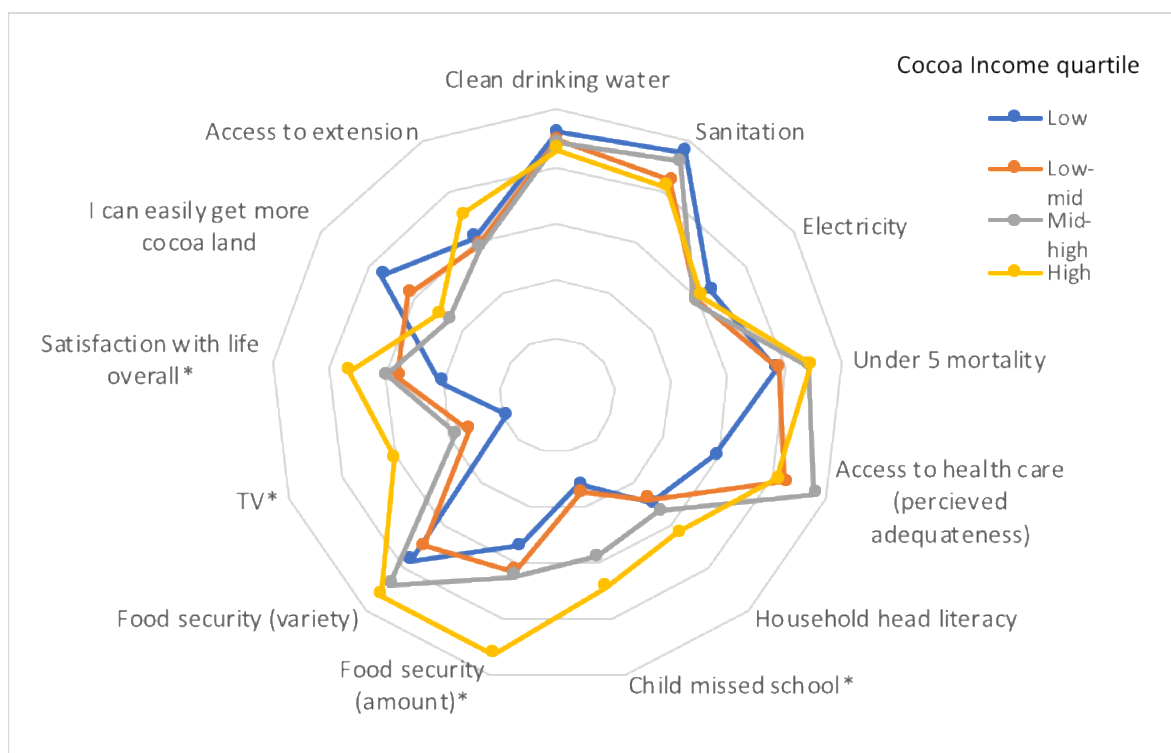 Cocoa Income quartile
Low
Low-
mid
Mid-
high
High
Clean drinking water
Sanitation
Electricity
Under 5 mortality
Access to health care
(percieved
adequateness)
Household head literacy
Child missed school*
Food security
(amount)*
Food security (variety)
TV*
Satisfaction with life
overall*
I can easily get more
cocoa land
Access to extension